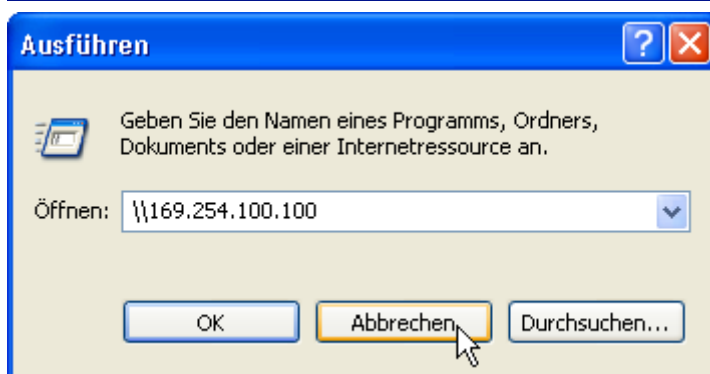 Ausführen
Geben Sie den Namen eines Programms, Ordners,
Dokuments oder einer Internetressource an.
Öffnen: \\169.254.100.100
OK Abbrechen Durchsuchen...